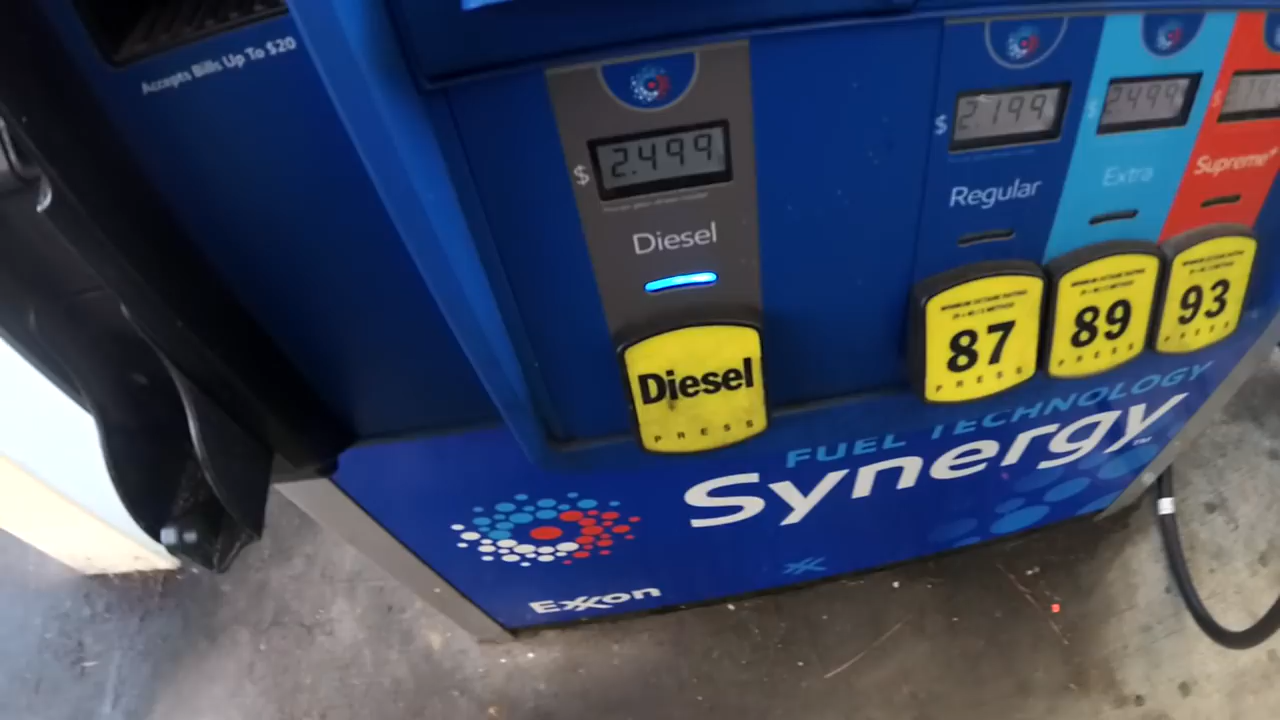 Accepts Bills Up To $20
$ 2.499
Diesel
Diesel
PRESS
$ 2.199
Regular
87
PRESS
$ 2.499
Extra
89
PRESS
$
Supreme+
93
PRESS
FUEL TECHNOLOGY
Synergy™
Exxon